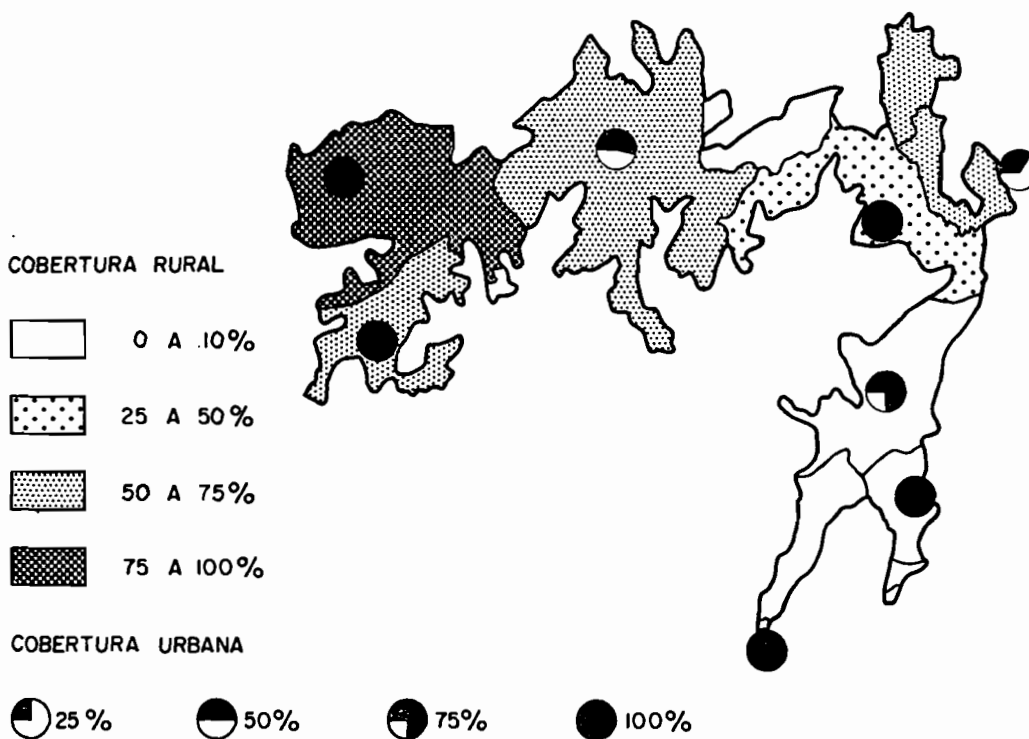 COBERTURA RURAL
0 A .10%
25 A 50%
50 A 75%
75 A 100%
COBERTURA URBANA
25% 50% 75% 100%